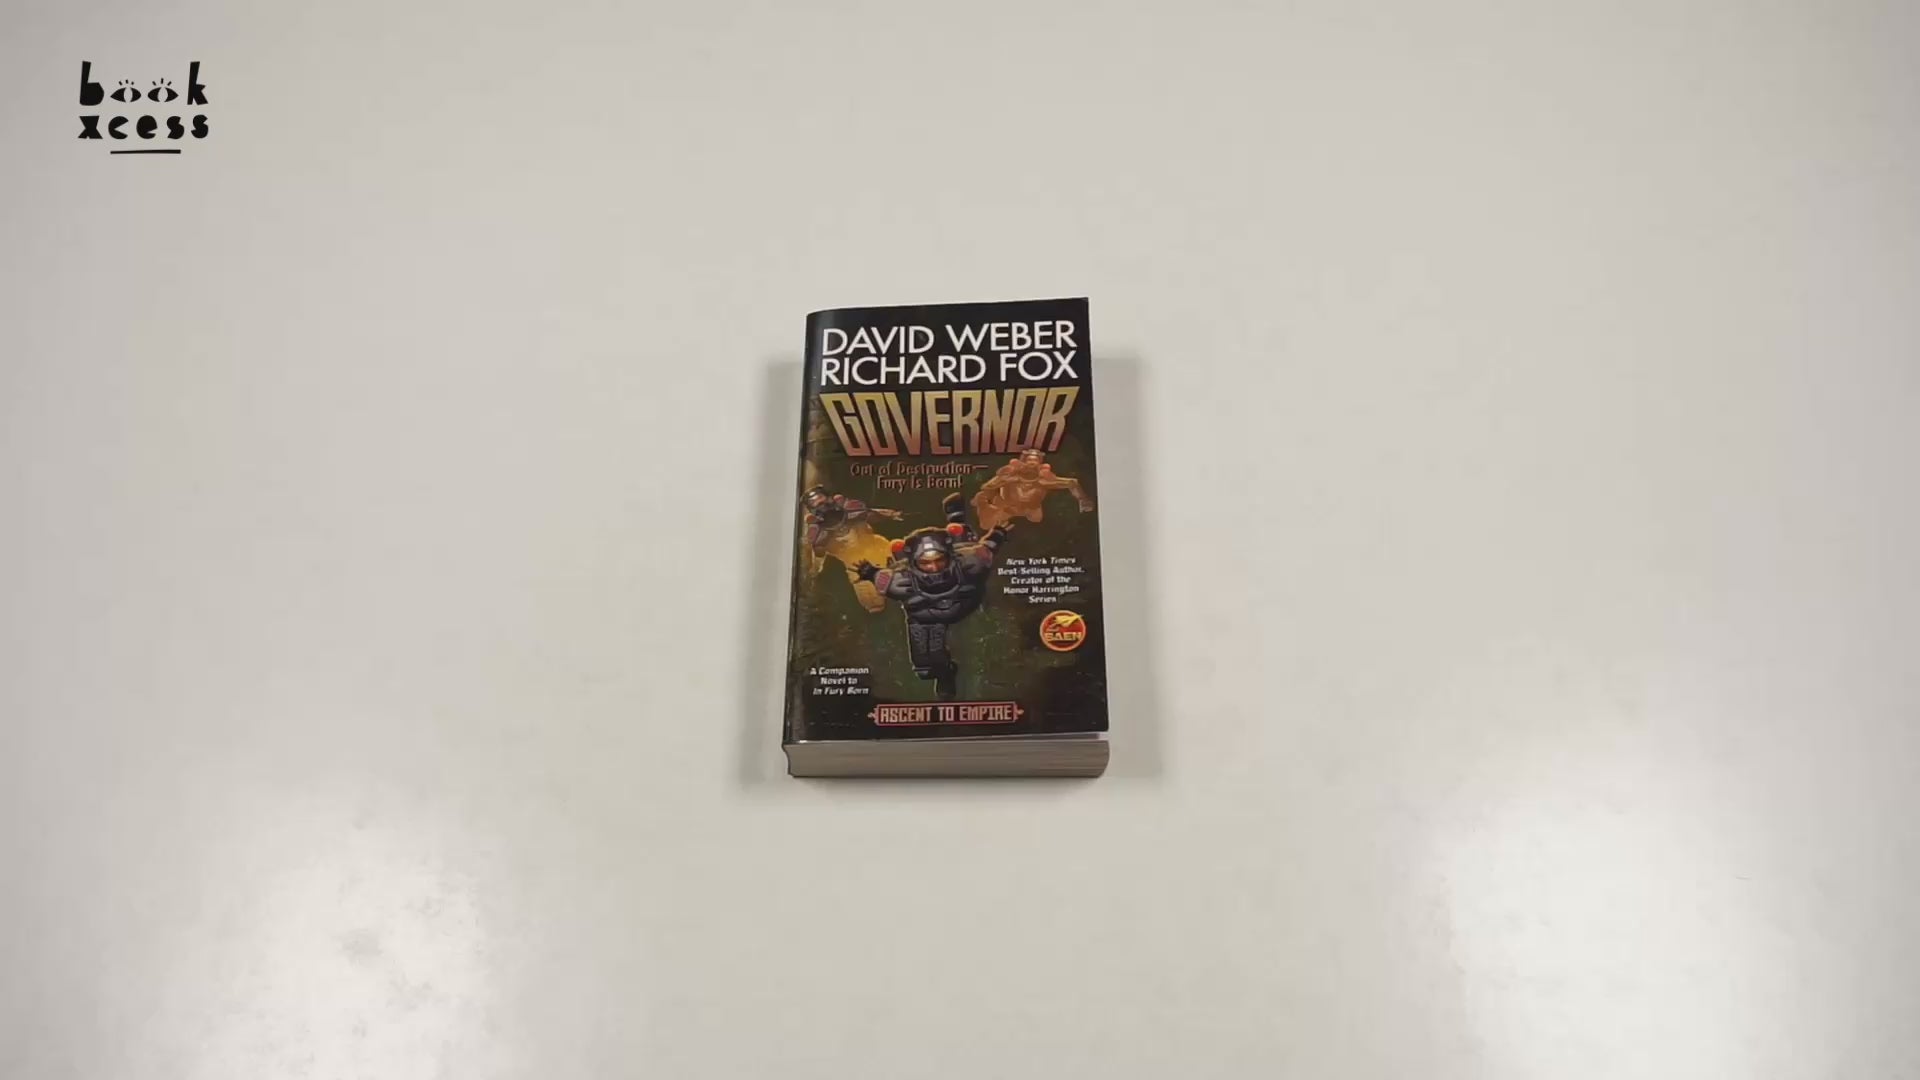 book
xcess
DAVID WEBER
RICHARD FOX
GOVERNOR
Out of Destruction—
Fury Is Born!
New York Times
Best-Selling Author,
Creator of the
Honor Harrington
Series
BAEN
A Companion
Novel to
In Fury Born
ASCENT TO EMPIRE